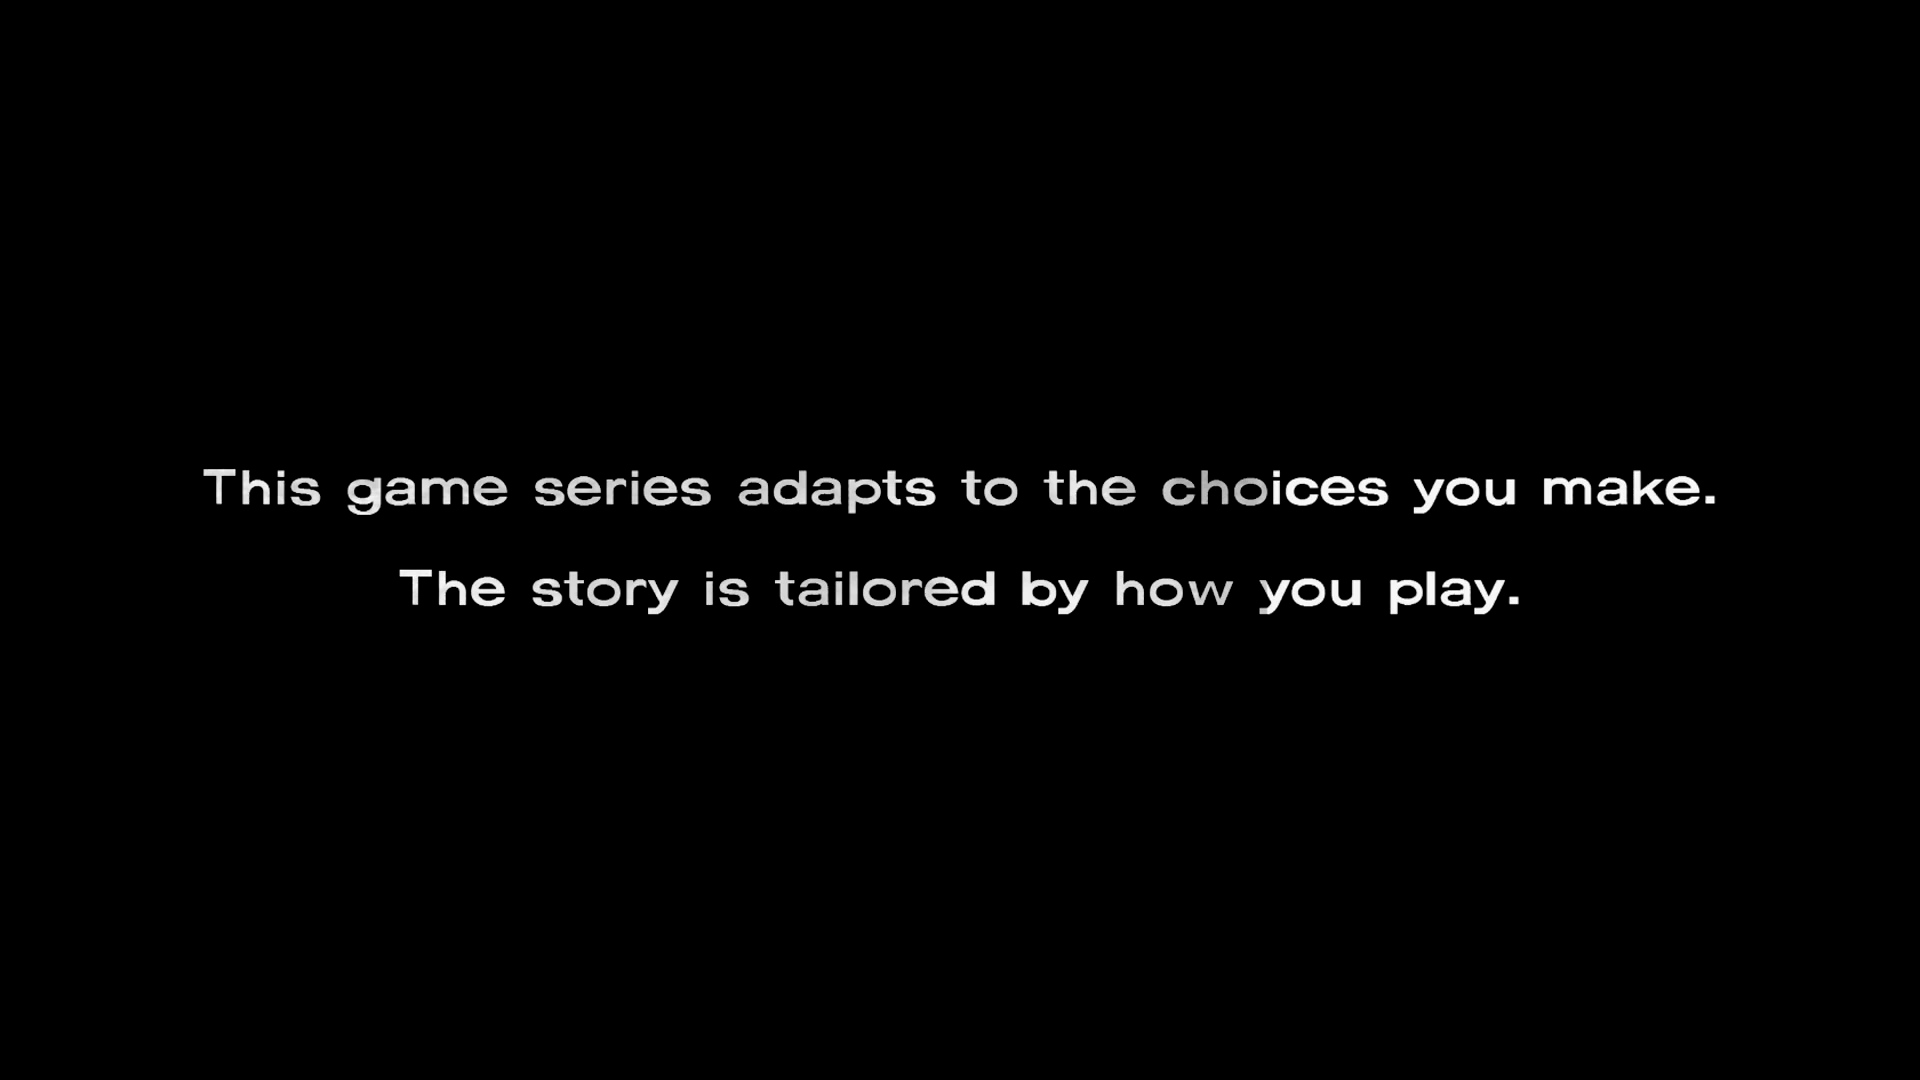 This game series adapts to the choices you make.
The story is tailored by how you play.